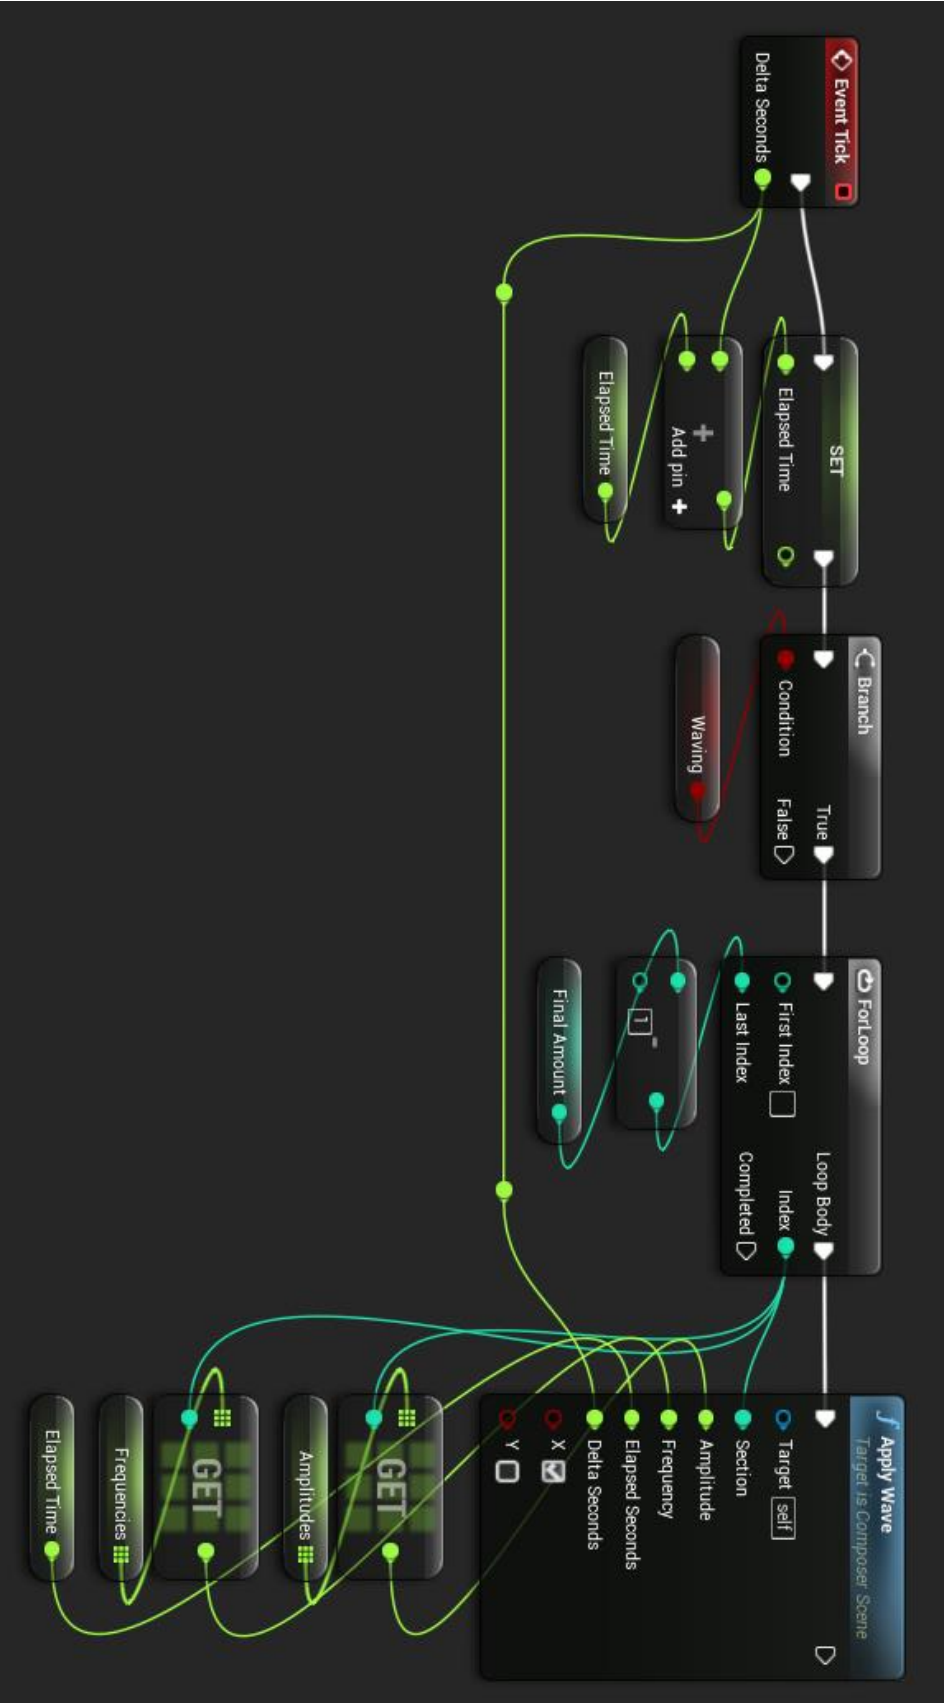 Event Tick
Delta Seconds
SET
Elapsed Time
+
Add pin +
Elapsed Time
Branch
True
Condition
False
Waving
ForLoop
Loop Body
First Index
Index
Last Index
Completed
-
1
Final Amount
Apply Wave
Target is Composer Scene
Target self
Section
Amplitude
Frequency
Elapsed Seconds
Delta Seconds
X
Y
GET
Amplitudes
GET
Frequencies
Elapsed Time